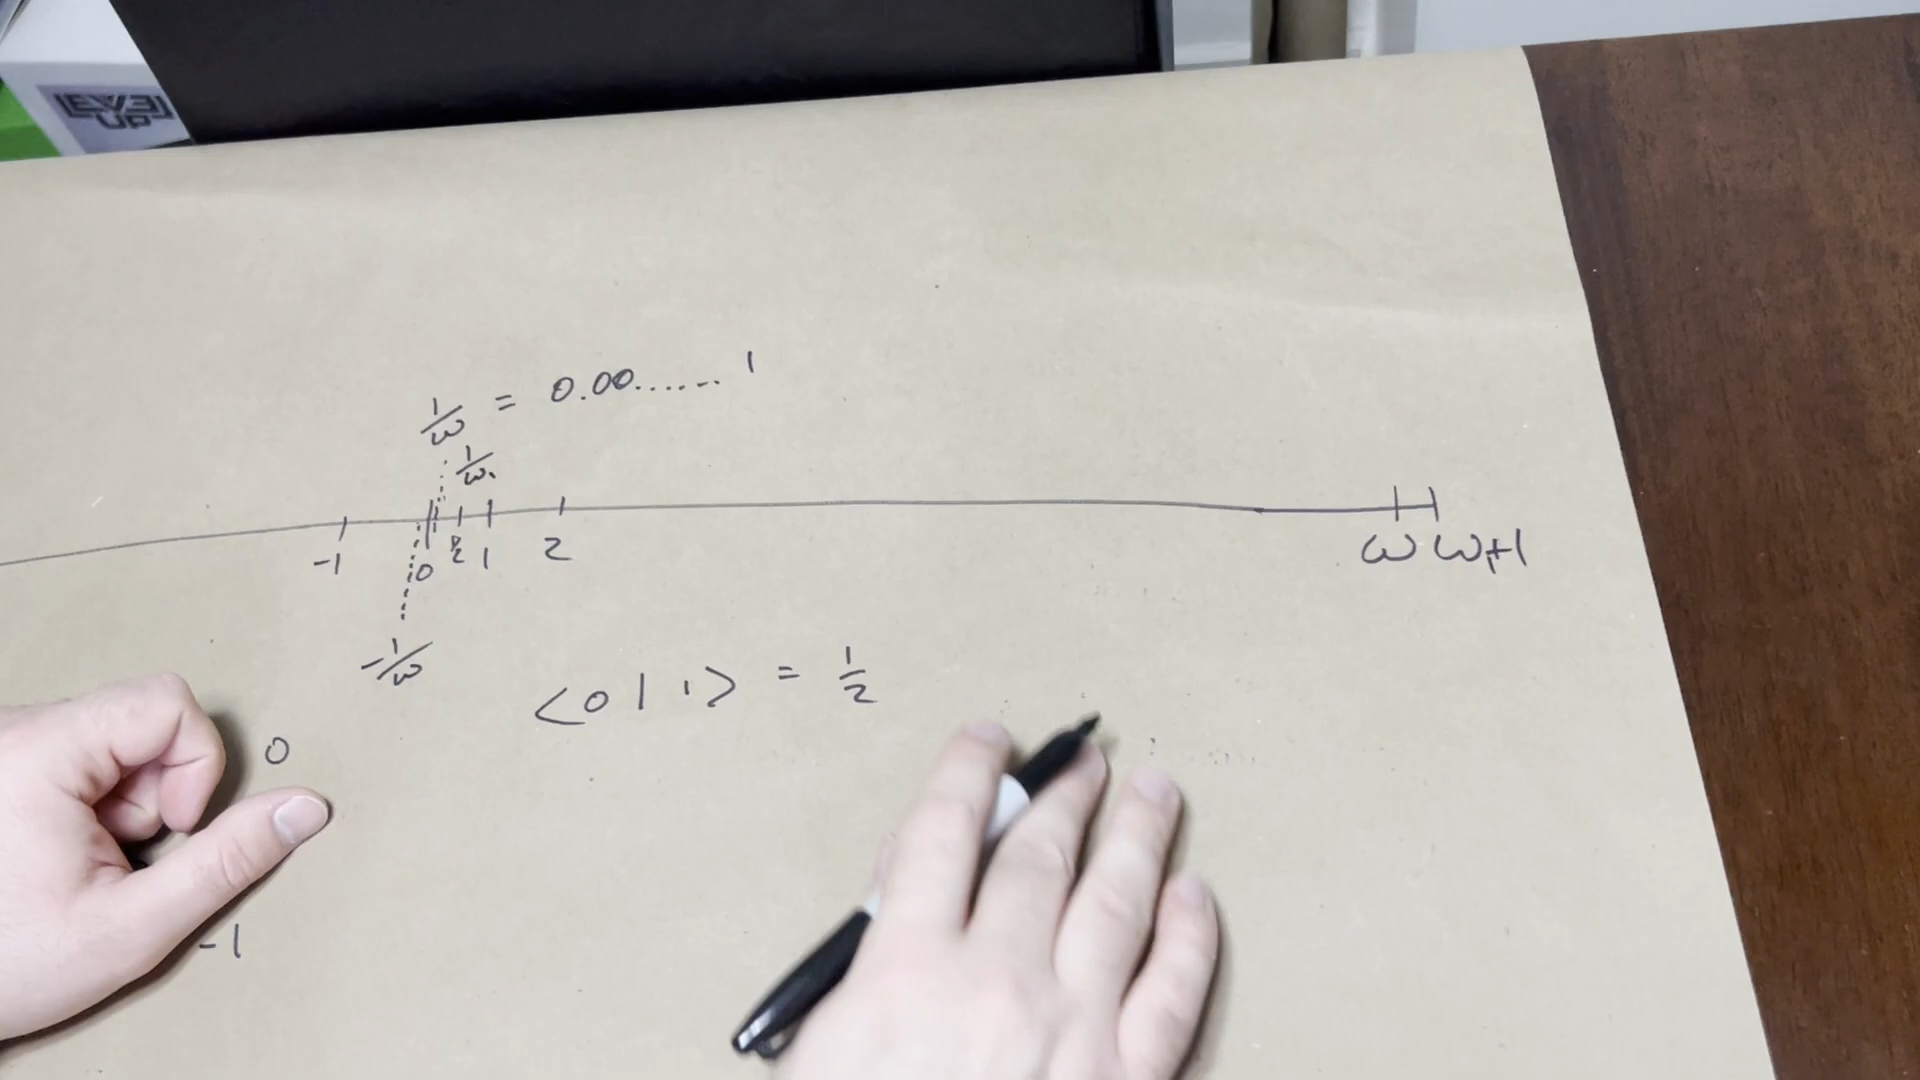 LEVEL UP
1/ω = 0.00....... 1
1/ω.
-1 0 1/2 1 2 ω ω+1
-1/ω
<0 | 1> = 1/2
0
-1